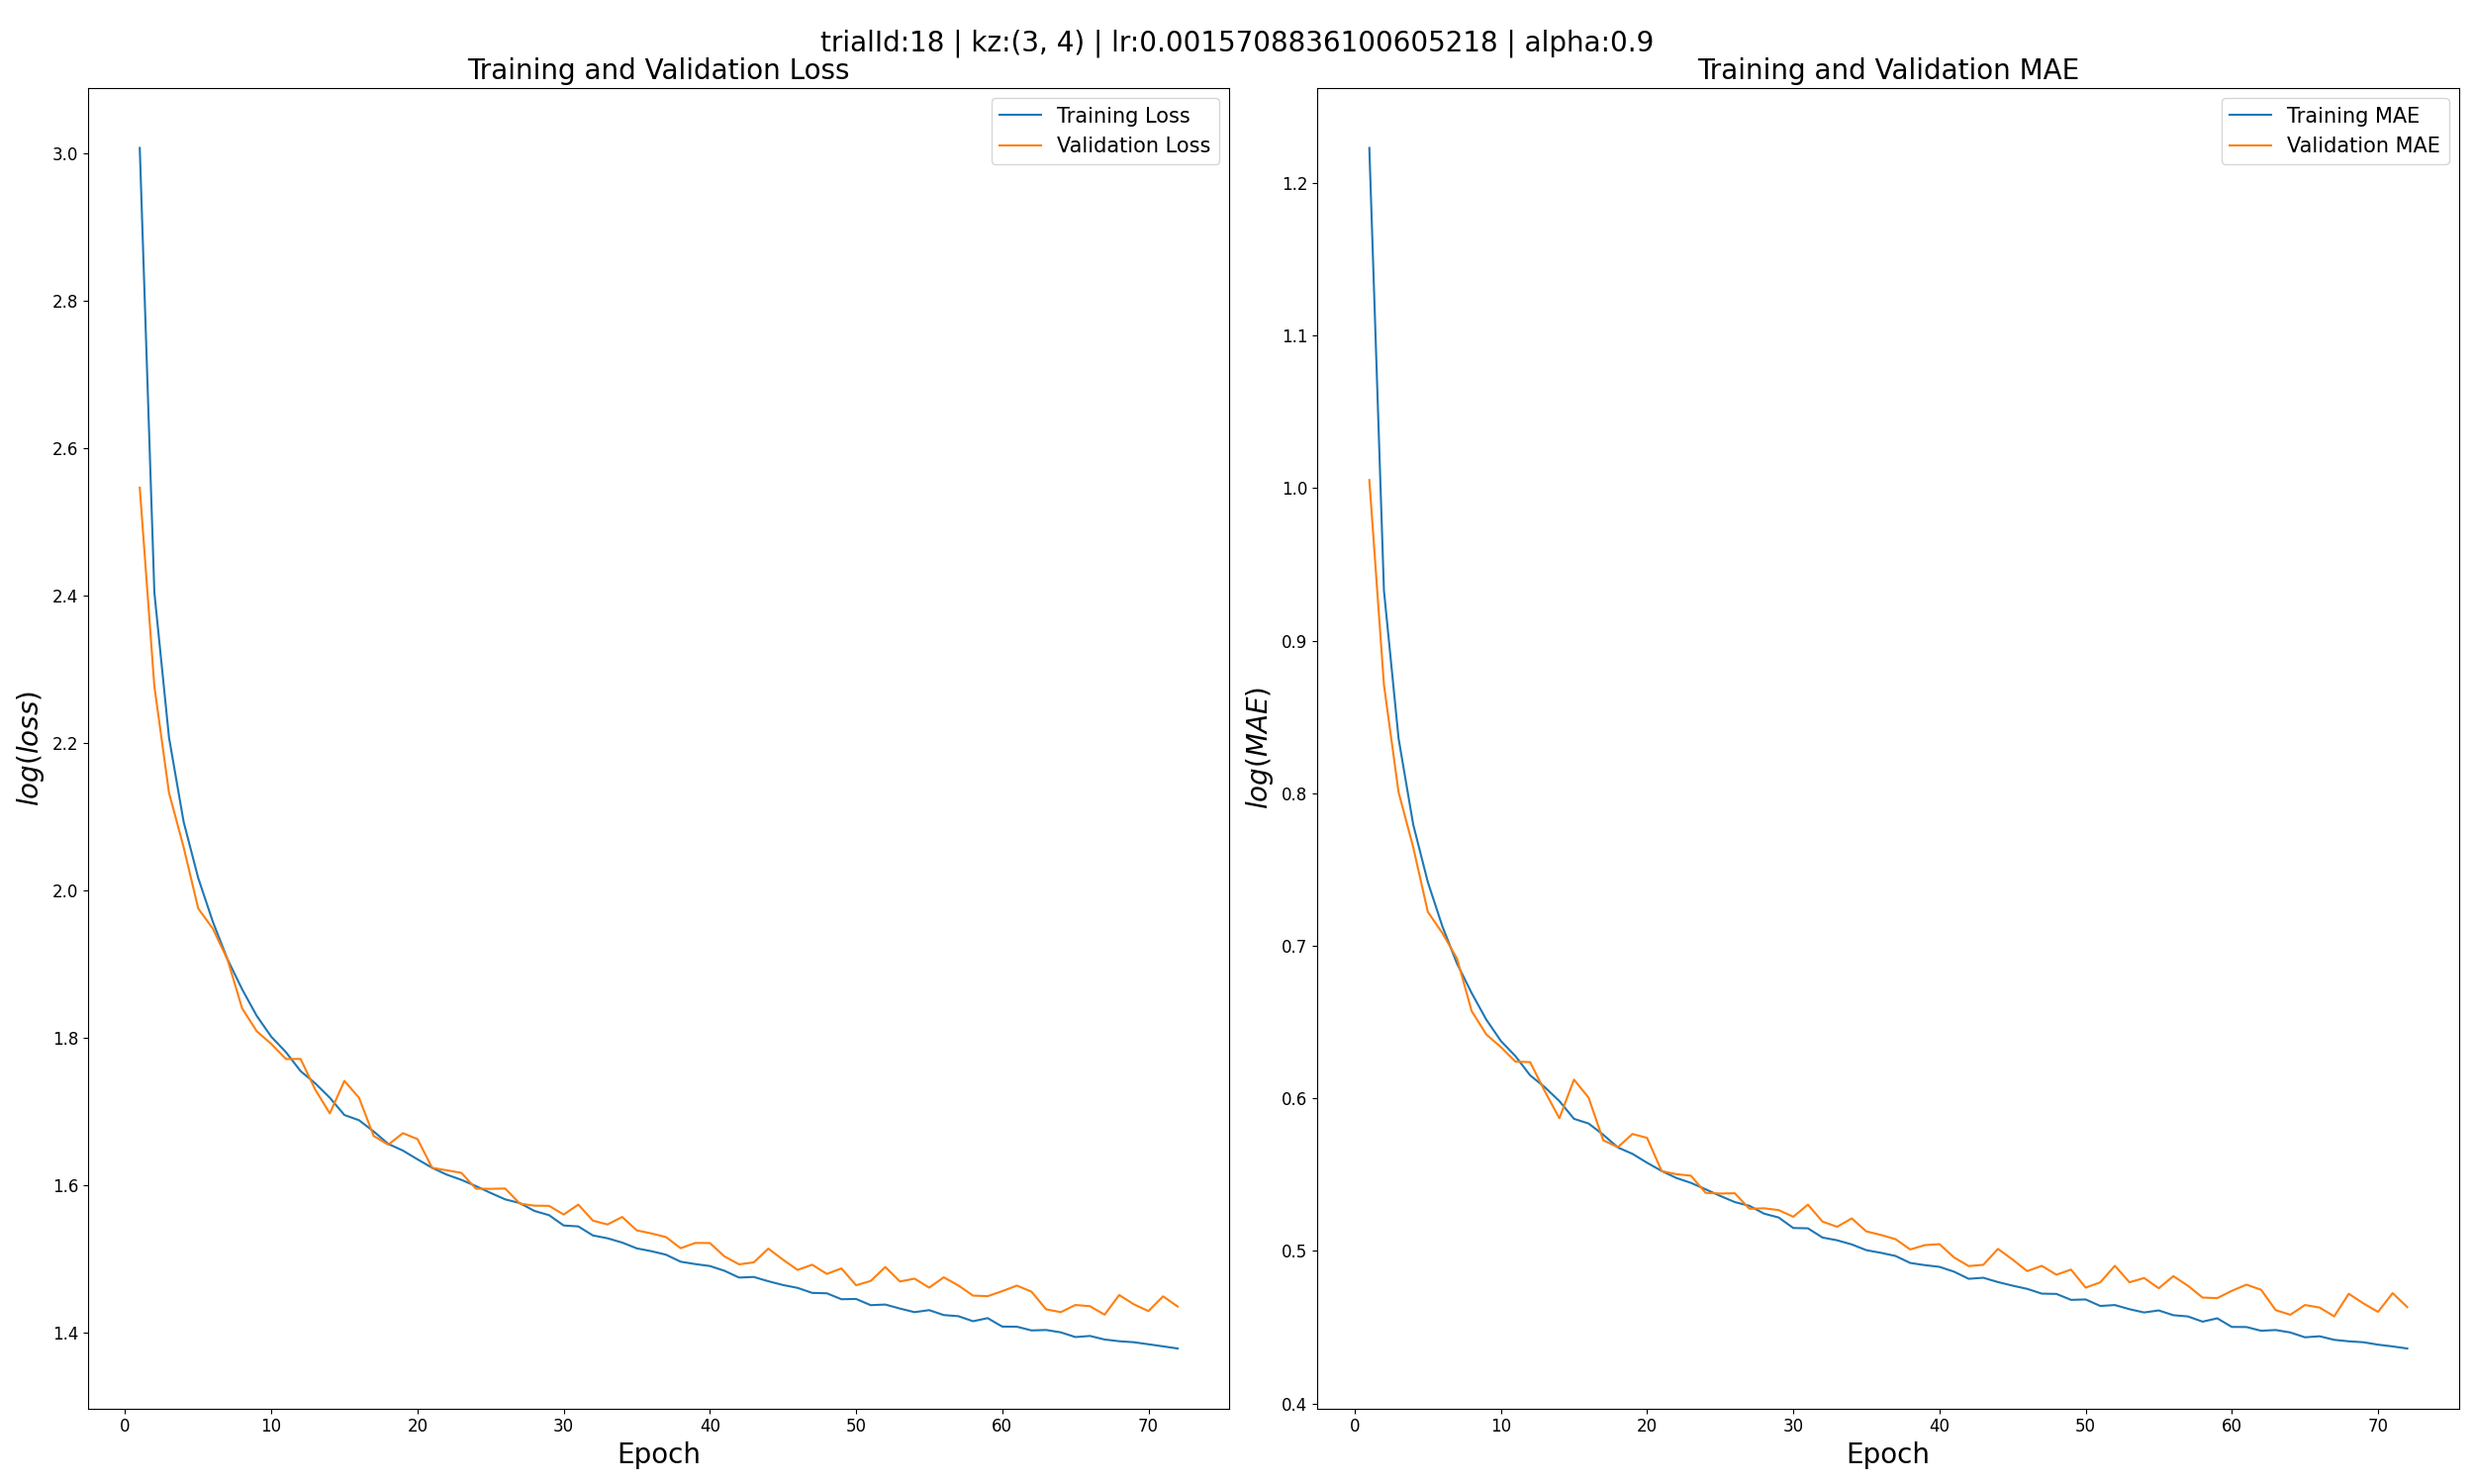 trialId:18 | kz:(3, 4) | lr:0.0015708836100605218 | alpha:0.9
Training and Validation Loss
Training Loss
Validation Loss
3.0
2.8
2.6
2.4
2.2
2.0
1.8
1.6
1.4
log(loss)
0 10 20 30 40 50 60 70
Epoch
Training and Validation MAE
Training MAE
Validation MAE
1.2
1.1
1.0
0.9
0.8
0.7
0.6
0.5
0.4
log(MAE)
0 10 20 30 40 50 60 70
Epoch